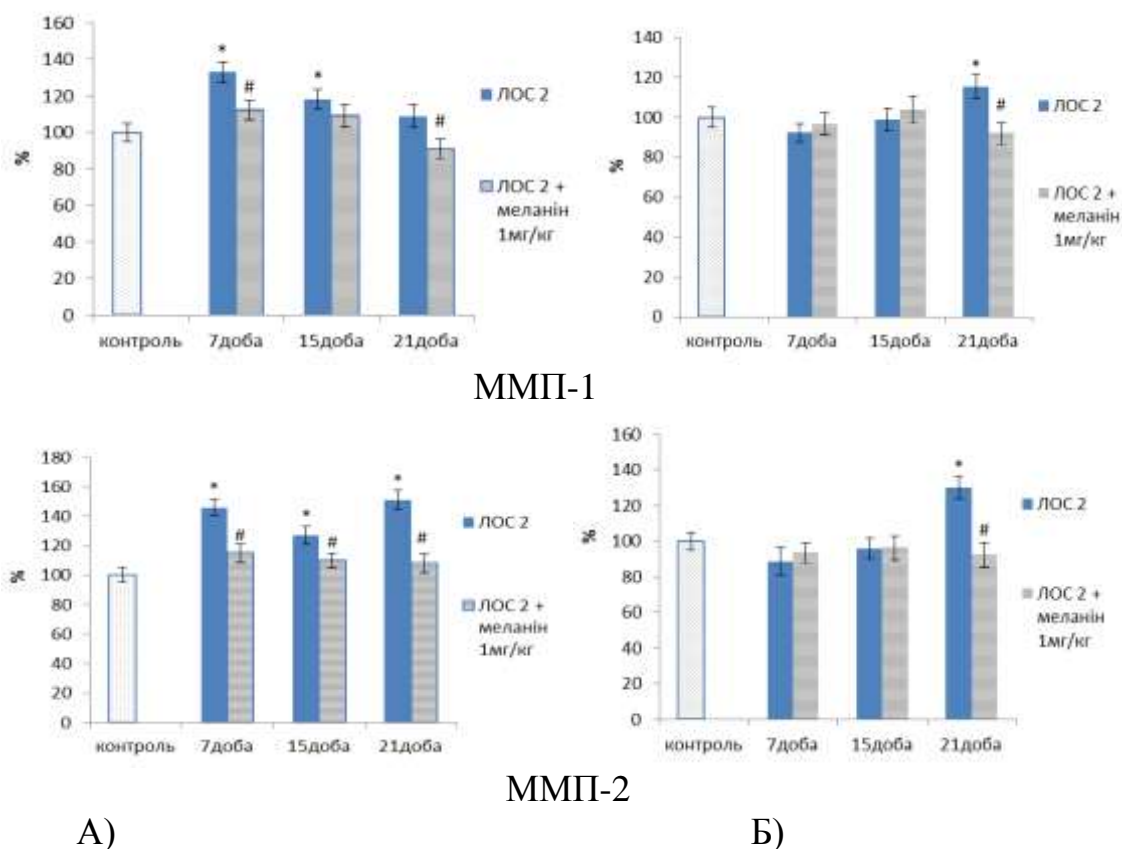 160
140
120
100
80
60
40
20
0
%
*
#
*
#
контроль
7доба
15доба
21доба
ЛОС 2
ЛОС 2 +
меланін
1мг/кг
140
120
100
80
60
40
20
0
%
*
#
контроль
7доба
15доба
21доба
ЛОС 2
ЛОС 2 +
меланін
1мг/кг
ММП-1
180
160
140
120
100
80
60
40
20
0
%
*
#
*
#
*
#
контроль
7доба
15доба
21доба
ЛОС 2
ЛОС 2 +
меланін
1мг/кг
160
140
120
100
80
60
40
20
0
%
*
#
контроль
7доба
15доба
21доба
ЛОС 2
ЛОС 2 +
меланін
1мг/кг
ММП-2
А)
Б)